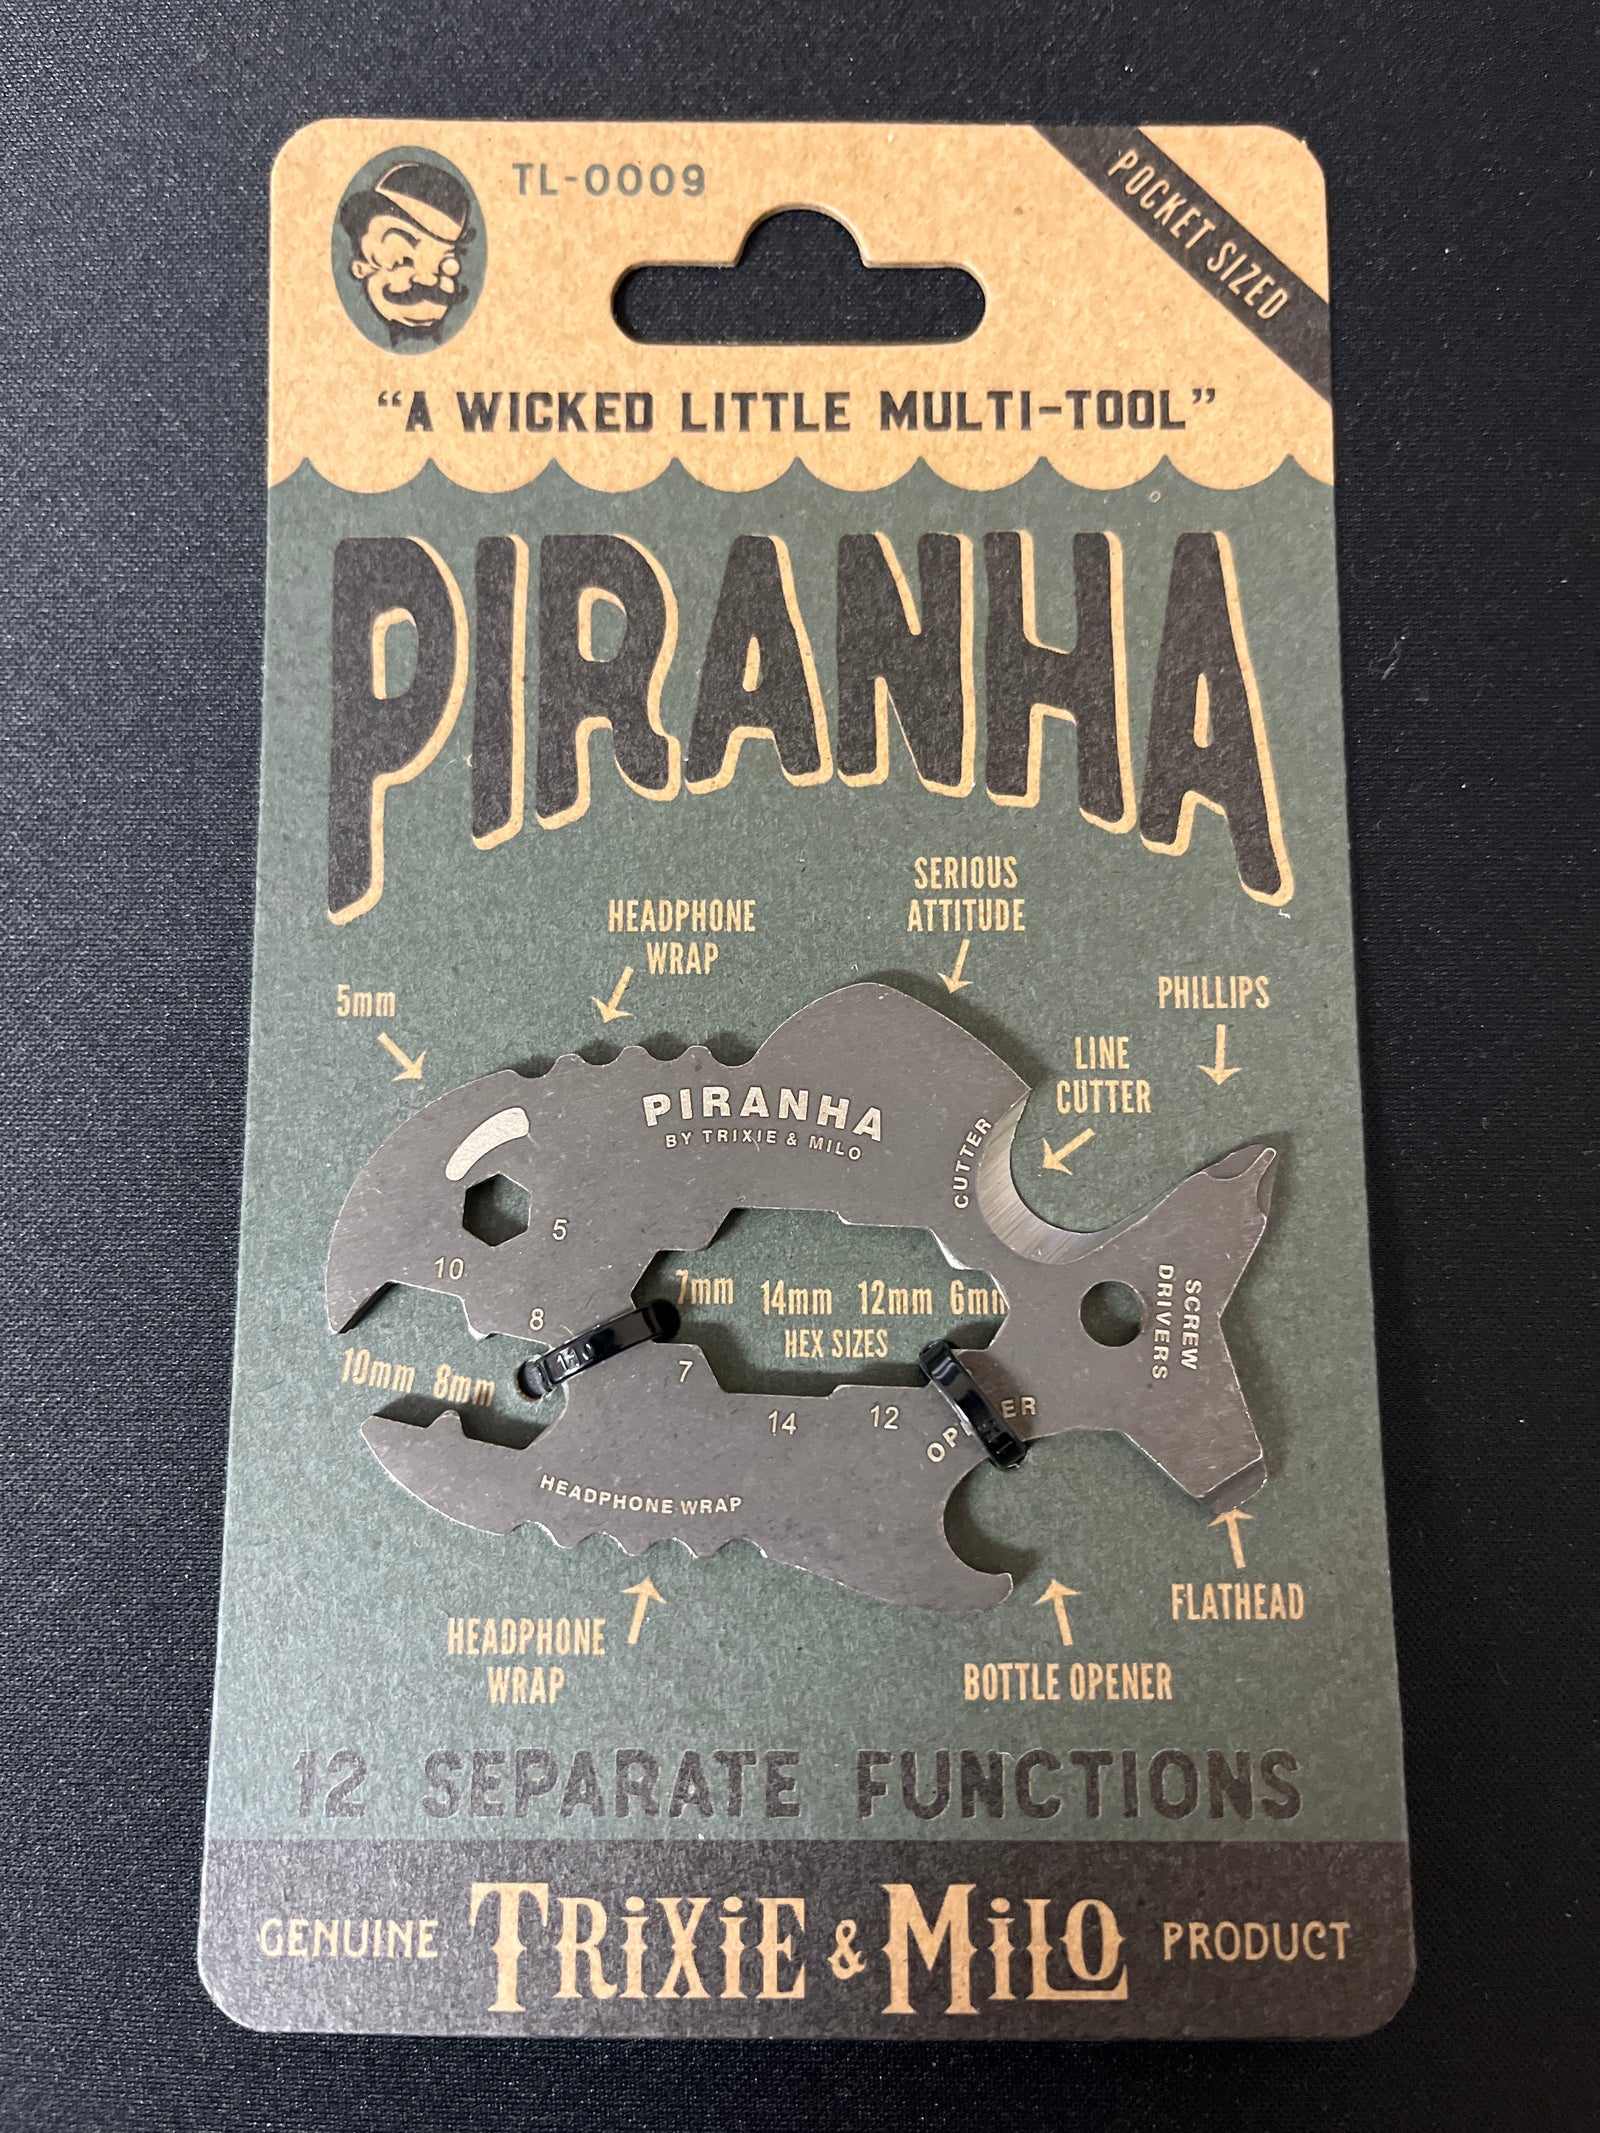 TL-0009
POCKET SIZED
“A WICKED LITTLE MULTI-TOOL”
PIRANHA
SERIOUS
ATTITUDE
HEADPHONE
WRAP
5mm
PHILLIPS
LINE
CUTTER
PIRANHA
BY TRIXIE & MILO
CUTTER
5
10
8
7mm 14mm 12mm 6mm
HEX SIZES
SCREW
DRIVERS
10mm 8mm
7
14
12
HEADPHONE WRAP
FLATHEAD
HEADPHONE
WRAP
BOTTLE OPENER
12 SEPARATE FUNCTIONS
GENUINE TRiXiE & MiLO PRODUCT